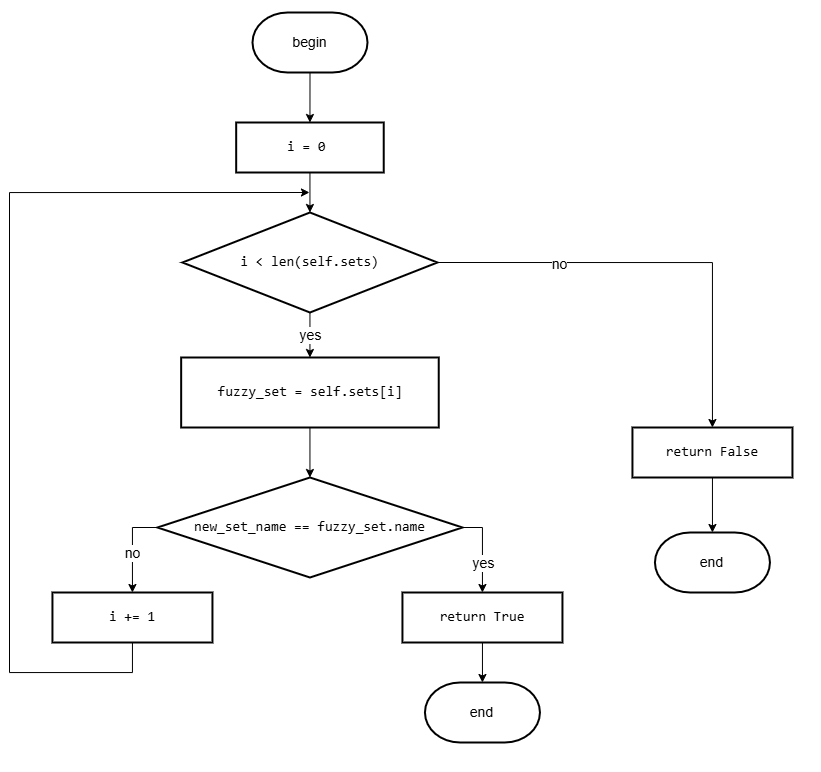 begin
i = 0
i < len(self.sets)
no
yes
fuzzy_set = self.sets[i]
return False
new_set_name == fuzzy_set.name
no
yes
end
i += 1
return True
end